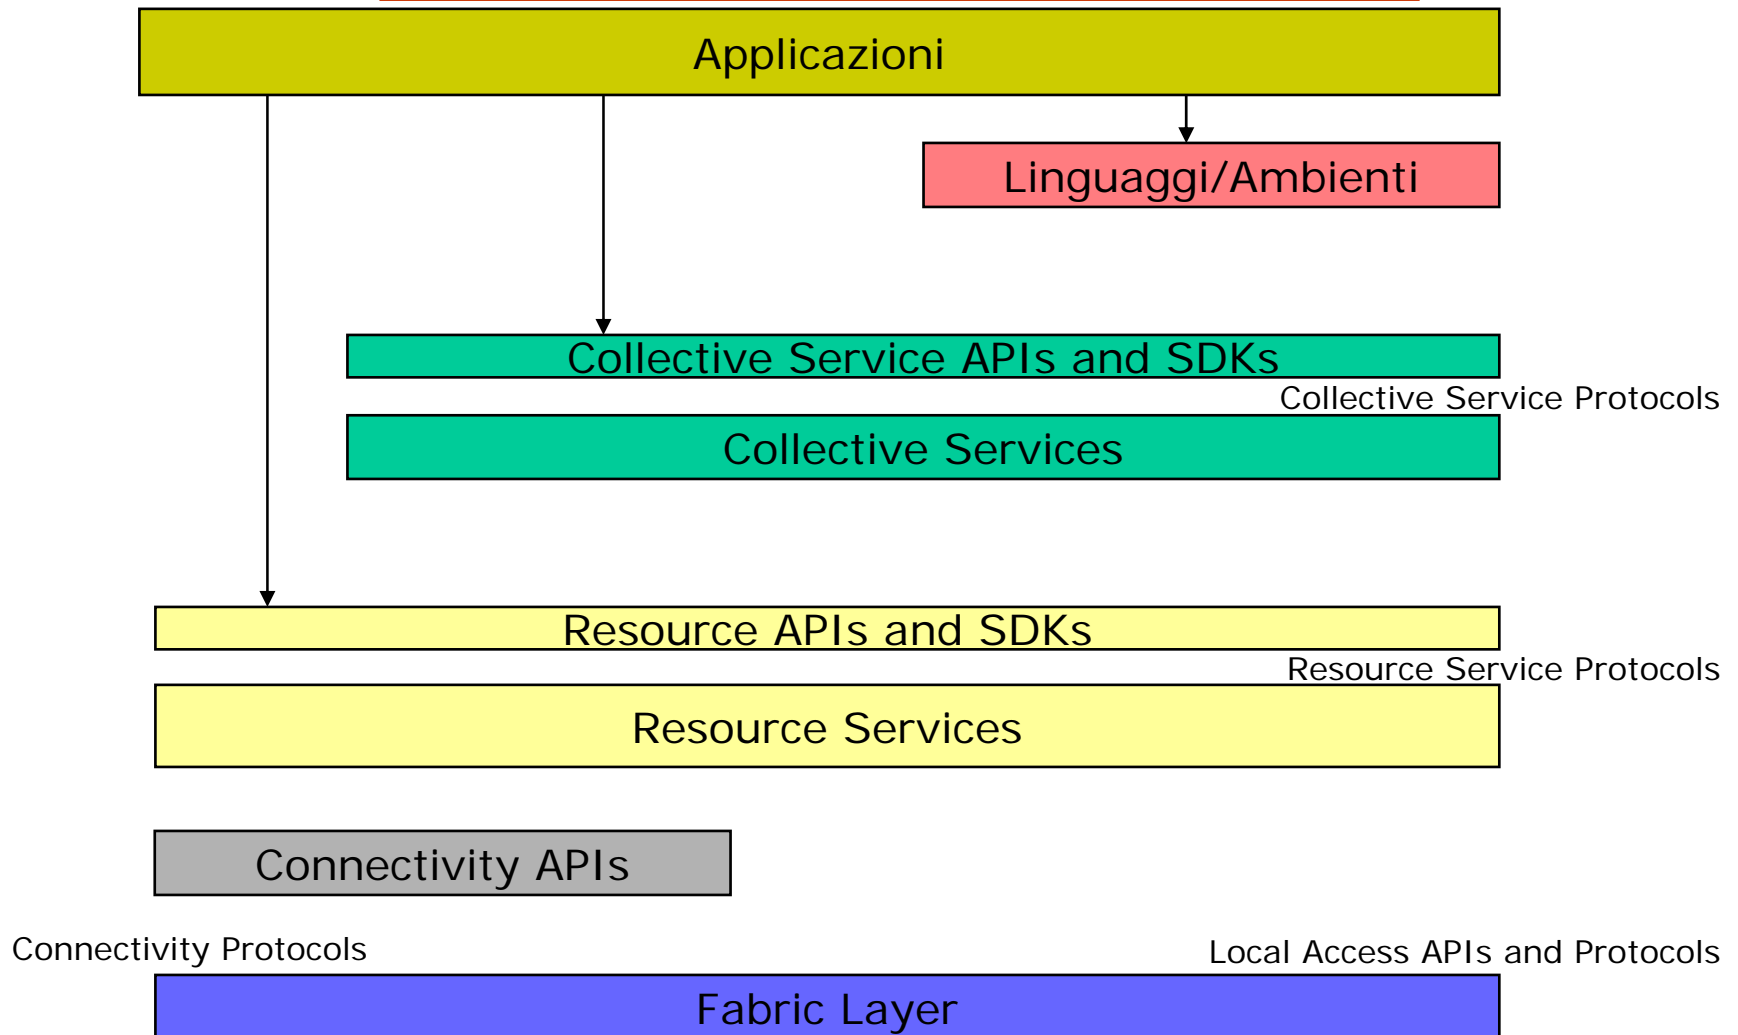 Applicazioni
Linguaggi/Ambienti
Collective Service APIs and SDKs
Collective Service Protocols
Collective Services
Resource APIs and SDKs
Resource Service Protocols
Resource Services
Connectivity APIs
Connectivity Protocols
Local Access APIs and Protocols
Fabric Layer